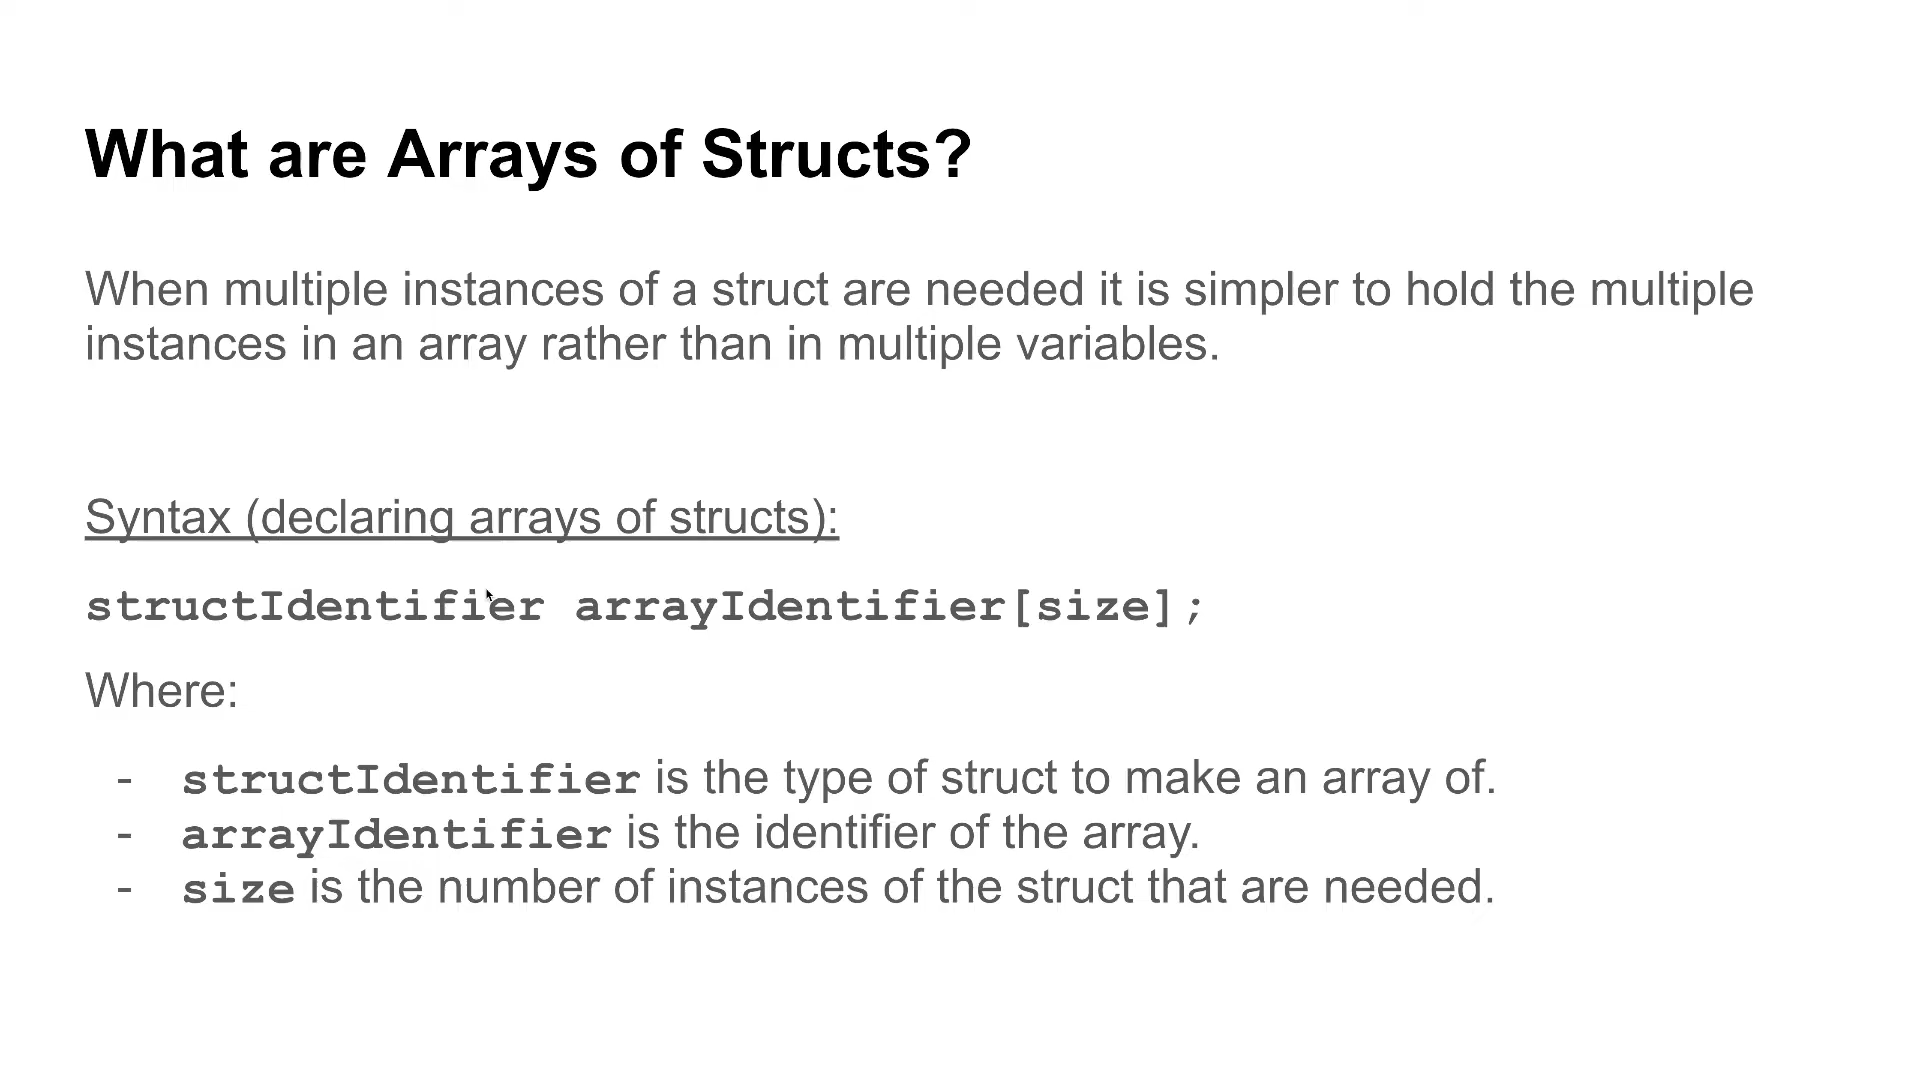 What are Arrays of Structs?
When multiple instances of a struct are needed it is simpler to hold the multiple
instances in an array rather than in multiple variables.
Syntax (declaring arrays of structs):
structIdentifier arrayIdentifier[size];
Where:
- structIdentifier is the type of struct to make an array of.
- arrayIdentifier is the identifier of the array.
- size is the number of instances of the struct that are needed.